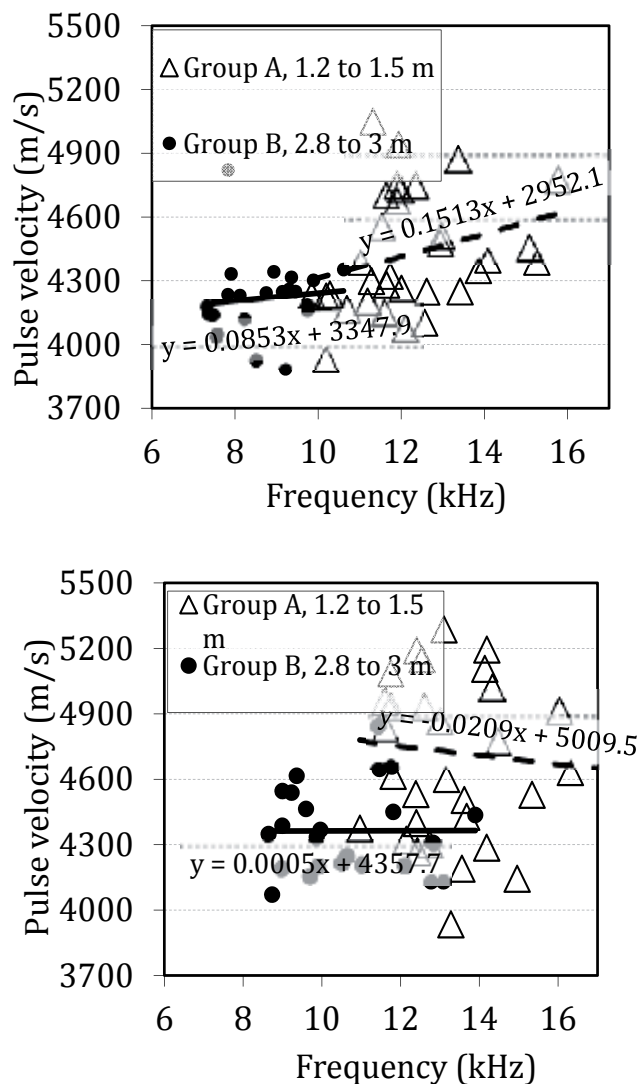 5500
5200
4900
4600
4300
4000
3700
Pulse velocity (m/s)
Group A, 1.2 to 1.5 m
Group B, 2.8 to 3 m
y = 0.1513x + 2952.1
y = 0.0853x + 3347.9
6 8 10 12 14 16
Frequency (kHz)
5500
5200
4900
4600
4300
4000
3700
Pulse velocity (m/s)
Group A, 1.2 to 1.5
m
Group B, 2.8 to 3 m
y = -0.0209x + 5009.5
y = 0.0005x + 4357.7
6 8 10 12 14 16
Frequency (kHz)